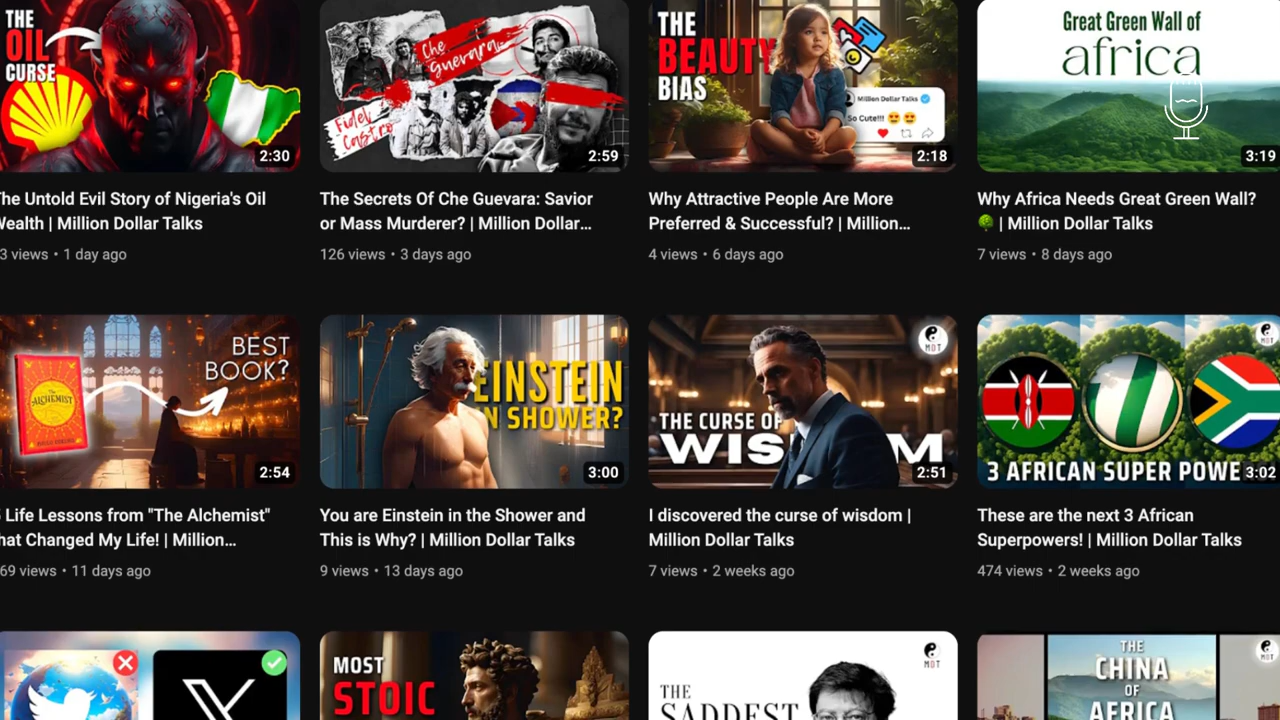 THE
OIL
CURSE
2:30
Che
Guevara
Fidel
Castro
2:59
THE
BEAUTY
BIAS
Million Dollar Talks
So Cute!!! 😍 😍
2:18
Great Green Wall of
africa
3:19
The Untold Evil Story of Nigeria's Oil
Wealth | Million Dollar Talks
3 views • 1 day ago
The Secrets Of Che Guevara: Savior
or Mass Murderer? | Million Dollar...
126 views • 3 days ago
Why Attractive People Are More
Preferred & Successful? | Million...
4 views • 6 days ago
Why Africa Needs Great Green Wall?
🌳 | Million Dollar Talks
7 views • 8 days ago
The
ALCHEMIST
PAULO COELHO
BEST
BOOK?
2:54
EINSTEIN
N SHOWER?
3:00
THE CURSE OF
WIS M
MDT
2:51
MDT
3 AFRICAN SUPER POWE
3:02
Life Lessons from "The Alchemist"
hat Changed My Life! | Million...
69 views • 11 days ago
You are Einstein in the Shower and
This is Why? | Million Dollar Talks
9 views • 13 days ago
I discovered the curse of wisdom |
Million Dollar Talks
7 views • 2 weeks ago
These are the next 3 African
Superpowers! | Million Dollar Talks
474 views • 2 weeks ago
MOST
STOIC
THE
SADDEST
MDT
THE
CHINA
OF
AFRICA
MDT